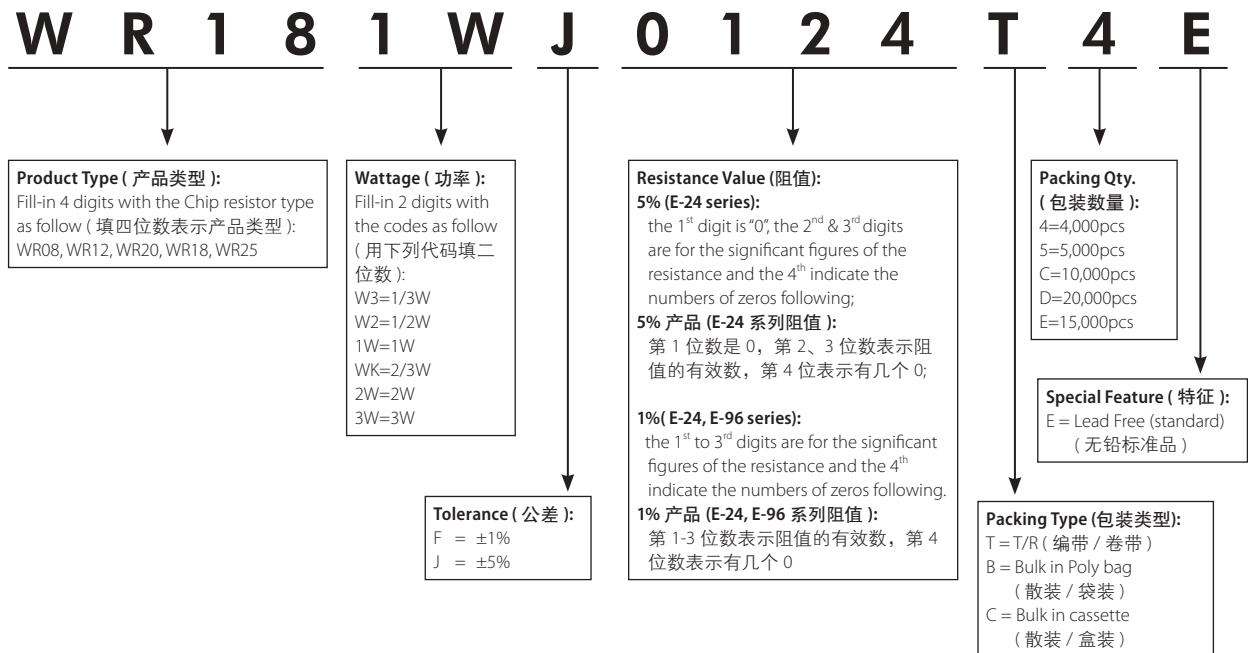 WR181WJ0124T4E
Product Type ( 产品类型 ):
Fill-in 4 digits with the Chip resistor type
as follow ( 填四位数表示产品类型 ):
WR08, WR12, WR20, WR18, WR25
Wattage ( 功率 ):
Fill-in 2 digits with
the codes as follow
( 用下列代码填二
位数 ):
W3=1/3W
W2=1/2W
1W=1W
WK=2/3W
2W=2W
3W=3W
Tolerance ( 公差 ):
F = ±1%
J = ±5%
Resistance Value (阻值):
5% (E-24 series):
the 1st digit is "0", the 2nd & 3rd digits
are for the significant figures of the
resistance and the 4th indicate the
numbers of zeros following;
5% 产品 (E-24 系列阻值 ):
第 1 位数是 0，第 2、3 位数表示阻
值的有效数，第 4 位表示有几个 0;
1%( E-24, E-96 series):
the 1st to 3rd digits are for the significant
figures of the resistance and the 4th
indicate the numbers of zeros following.
1% 产品 (E-24, E-96 系列阻值 ):
第 1-3 位数表示阻值的有效数，第 4
位数表示有几个 0
Packing Qty.
( 包装数量 ):
4=4,000pcs
5=5,000pcs
C=10,000pcs
D=20,000pcs
E=15,000pcs
Special Feature ( 特征 ):
E = Lead Free (standard)
( 无铅标准品 )
Packing Type (包装类型):
T = T/R ( 编带 / 卷带 )
B = Bulk in Poly bag
( 散装 / 袋装 )
C = Bulk in cassette
( 散装 / 盒装 )